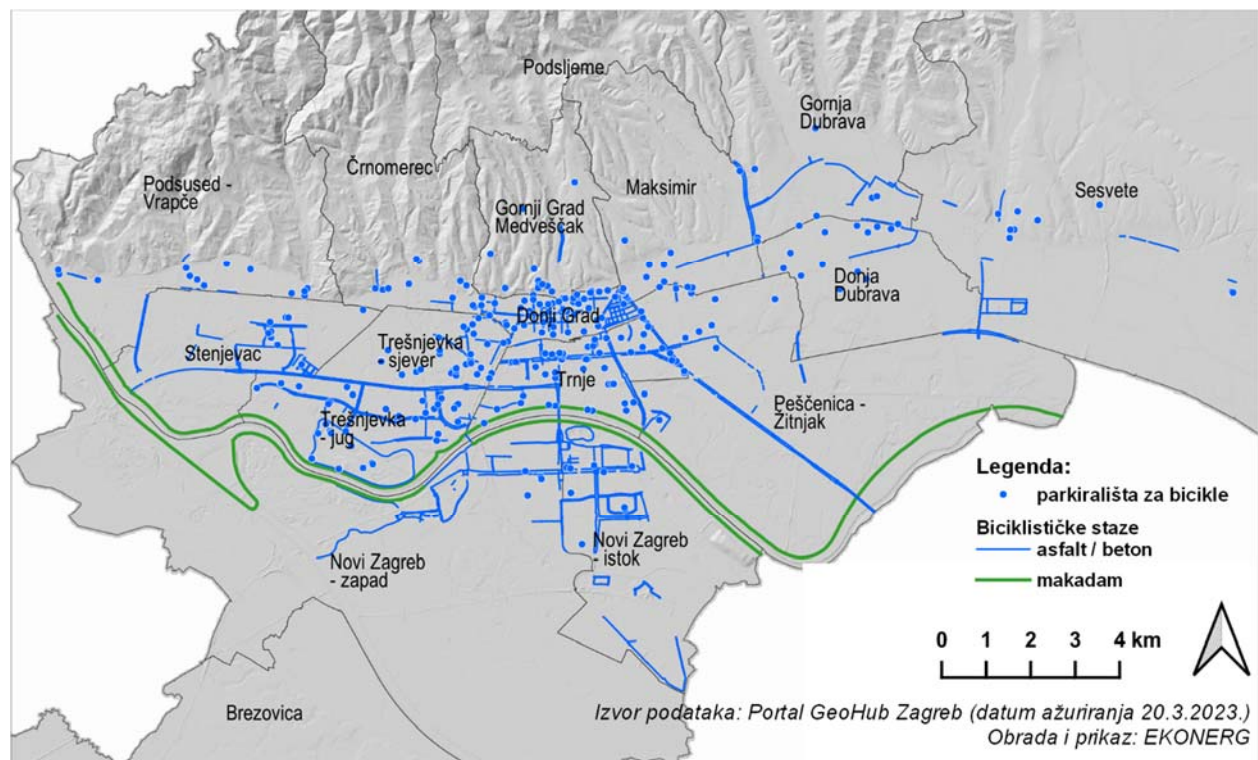 Podsljeme
Gornja
Dubrava
Črnomerec
Podsused -
Vrapče
Maksimir
Sesvete
Gornji Grad
Medveščak
Donja
Dubrava
Donji Grad
Trešnjevka
- sjever
Stenjevac
Trnje
Peščenica -
Žitnjak
Trešnjevka
- jug
Novi Zagreb
- istok
Novi Zagreb
- zapad
Brezovica
Legenda:
parkirališta za bicikle
Biciklističke staze
asfalt / beton
makadam
0 1 2 3 4 km
Izvor podataka: Portal GeoHub Zagreb (datum ažuriranja 20.3.2023.)
Obrada i prikaz: EKONERG